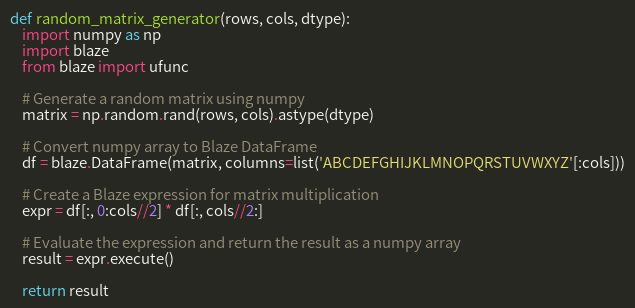 def random_matrix_generator(rows, cols, dtype):
    import numpy as np
    import blaze
    from blaze import ufunc

    # Generate a random matrix using numpy
    matrix = np.random.rand(rows, cols).astype(dtype)

    # Convert numpy array to Blaze DataFrame
    df = blaze.DataFrame(matrix, columns=list('ABCDEFGHIJKLMNOPQRSTUVWXYZ'[:cols]))

    # Create a Blaze expression for matrix multiplication
    expr = df[:, 0:cols//2] * df[:, cols//2:]

    # Evaluate the expression and return the result as a numpy array
    result = expr.execute()

    return result